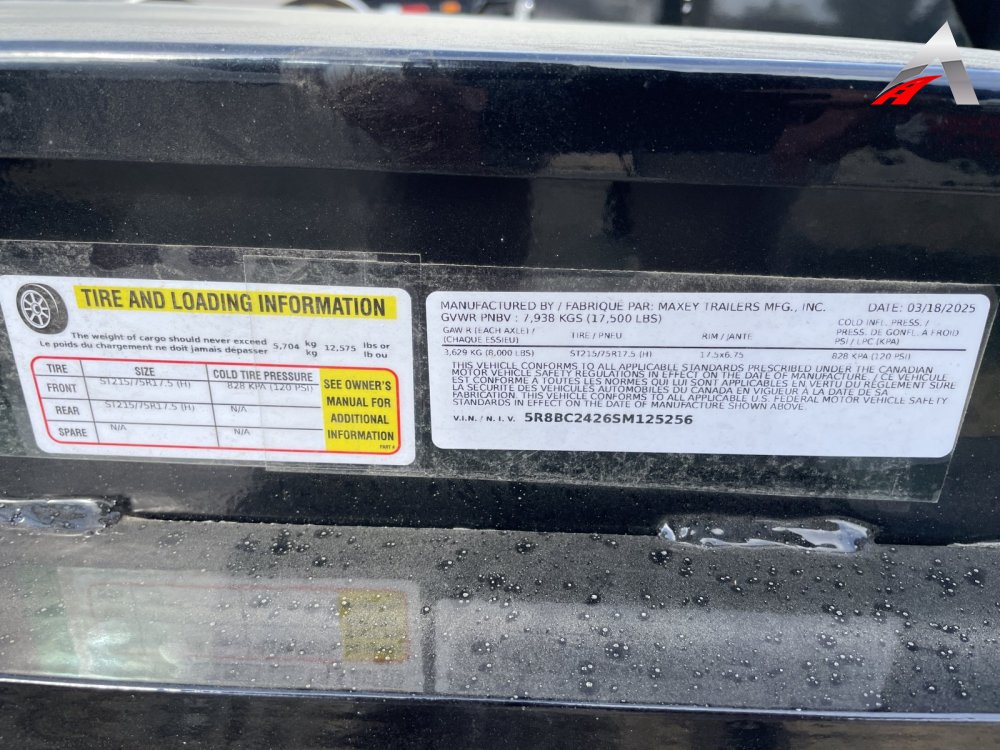 TIRE AND LOADING INFORMATION
The weight of cargo should never exceed 5,704 kg 12,575 lbs or
Le poids du chargement ne doit jamais dépasser kg lb ou
TIRE SIZE COLD TIRE PRESSURE
FRONT ST215/75R17.5 (H) 828 KPA (120 PSI)
REAR ST215/75R17.5 (H) N/A
SPARE N/A N/A
SEE OWNER'S
MANUAL FOR
ADDITIONAL
INFORMATION
MANUFACTURED BY / FABRIQUÉ PAR: MAXEY TRAILERS MFG., INC. DATE: 03/18/2025
GVWR PNBV : 7,938 KGS (17,500 LBS)
GAWR (EACH AXLE) / TIRE / PNEU RIM / JANTE COLD INFL. PRESS. /
(CHAQUE ESSIEU) PRESS. DE GONFL. A FROID
PSI / LPC (KPA)
3,629 KG (8,000 LBS) ST215/75R17.5 (H) 17.5x6.75 828 KPA (120 PSI)
THIS VEHICLE CONFORMS TO ALL APPLICABLE STANDARDS PRESCRIBED UNDER THE CANADIAN
MOTOR VEHICLE SAFETY REGULATIONS IN EFFECT ON THE DATE OF MANUFACTURE / CE VEHICULE
EST CONFORME A TOUTES LES NORMES QUI LUI SONT APPLICABLES EN VERTU DU REGLEMENT SUR
LA SECURITE DES VEHICULES AUTOMOBILES DU CANADA EN VIGUEUR A LA DATE DE SA
FABRICATION. THIS VEHICLE CONFORMS TO ALL APPLICABLE U.S. FEDERAL MOTOR VEHICLE SAFETY
STANDARDS IN EFFECT ON THE DATE OF MANUFACTURE SHOWN ABOVE.
V.I.N. / N. I. V. 5R8BC2426SM125256